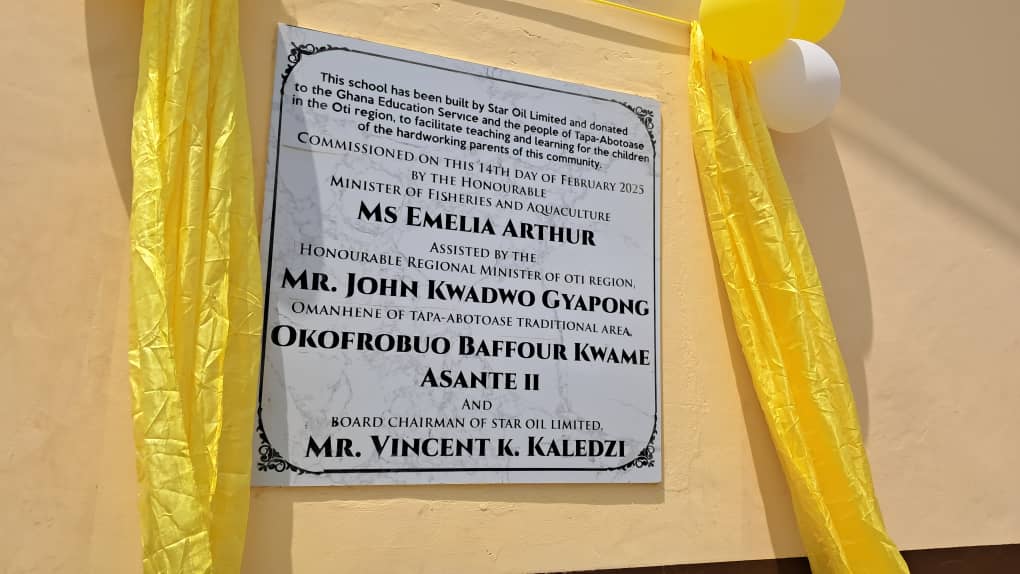 This school has been built by Star Oil Limited and donated
to the Ghana Education Service and the people of Tapa-Abotoase
in the Oti region, to facilitate teaching and learning for the children
of the hardworking parents of this community.
Commissioned on this 14th day of February 2025
by the Honourable
Minister of Fisheries and Aquaculture
Ms Emelia Arthur
Assisted by the
Honourable Regional Minister of Oti Region,
Mr. John Kwadwo Gyapong
Omanhene of Tapa-Abotoase Traditional Area,
Okofrobuo Baffour Kwame
Asante II
And
Board Chairman of Star Oil Limited,
Mr. Vincent K. Kaledzi